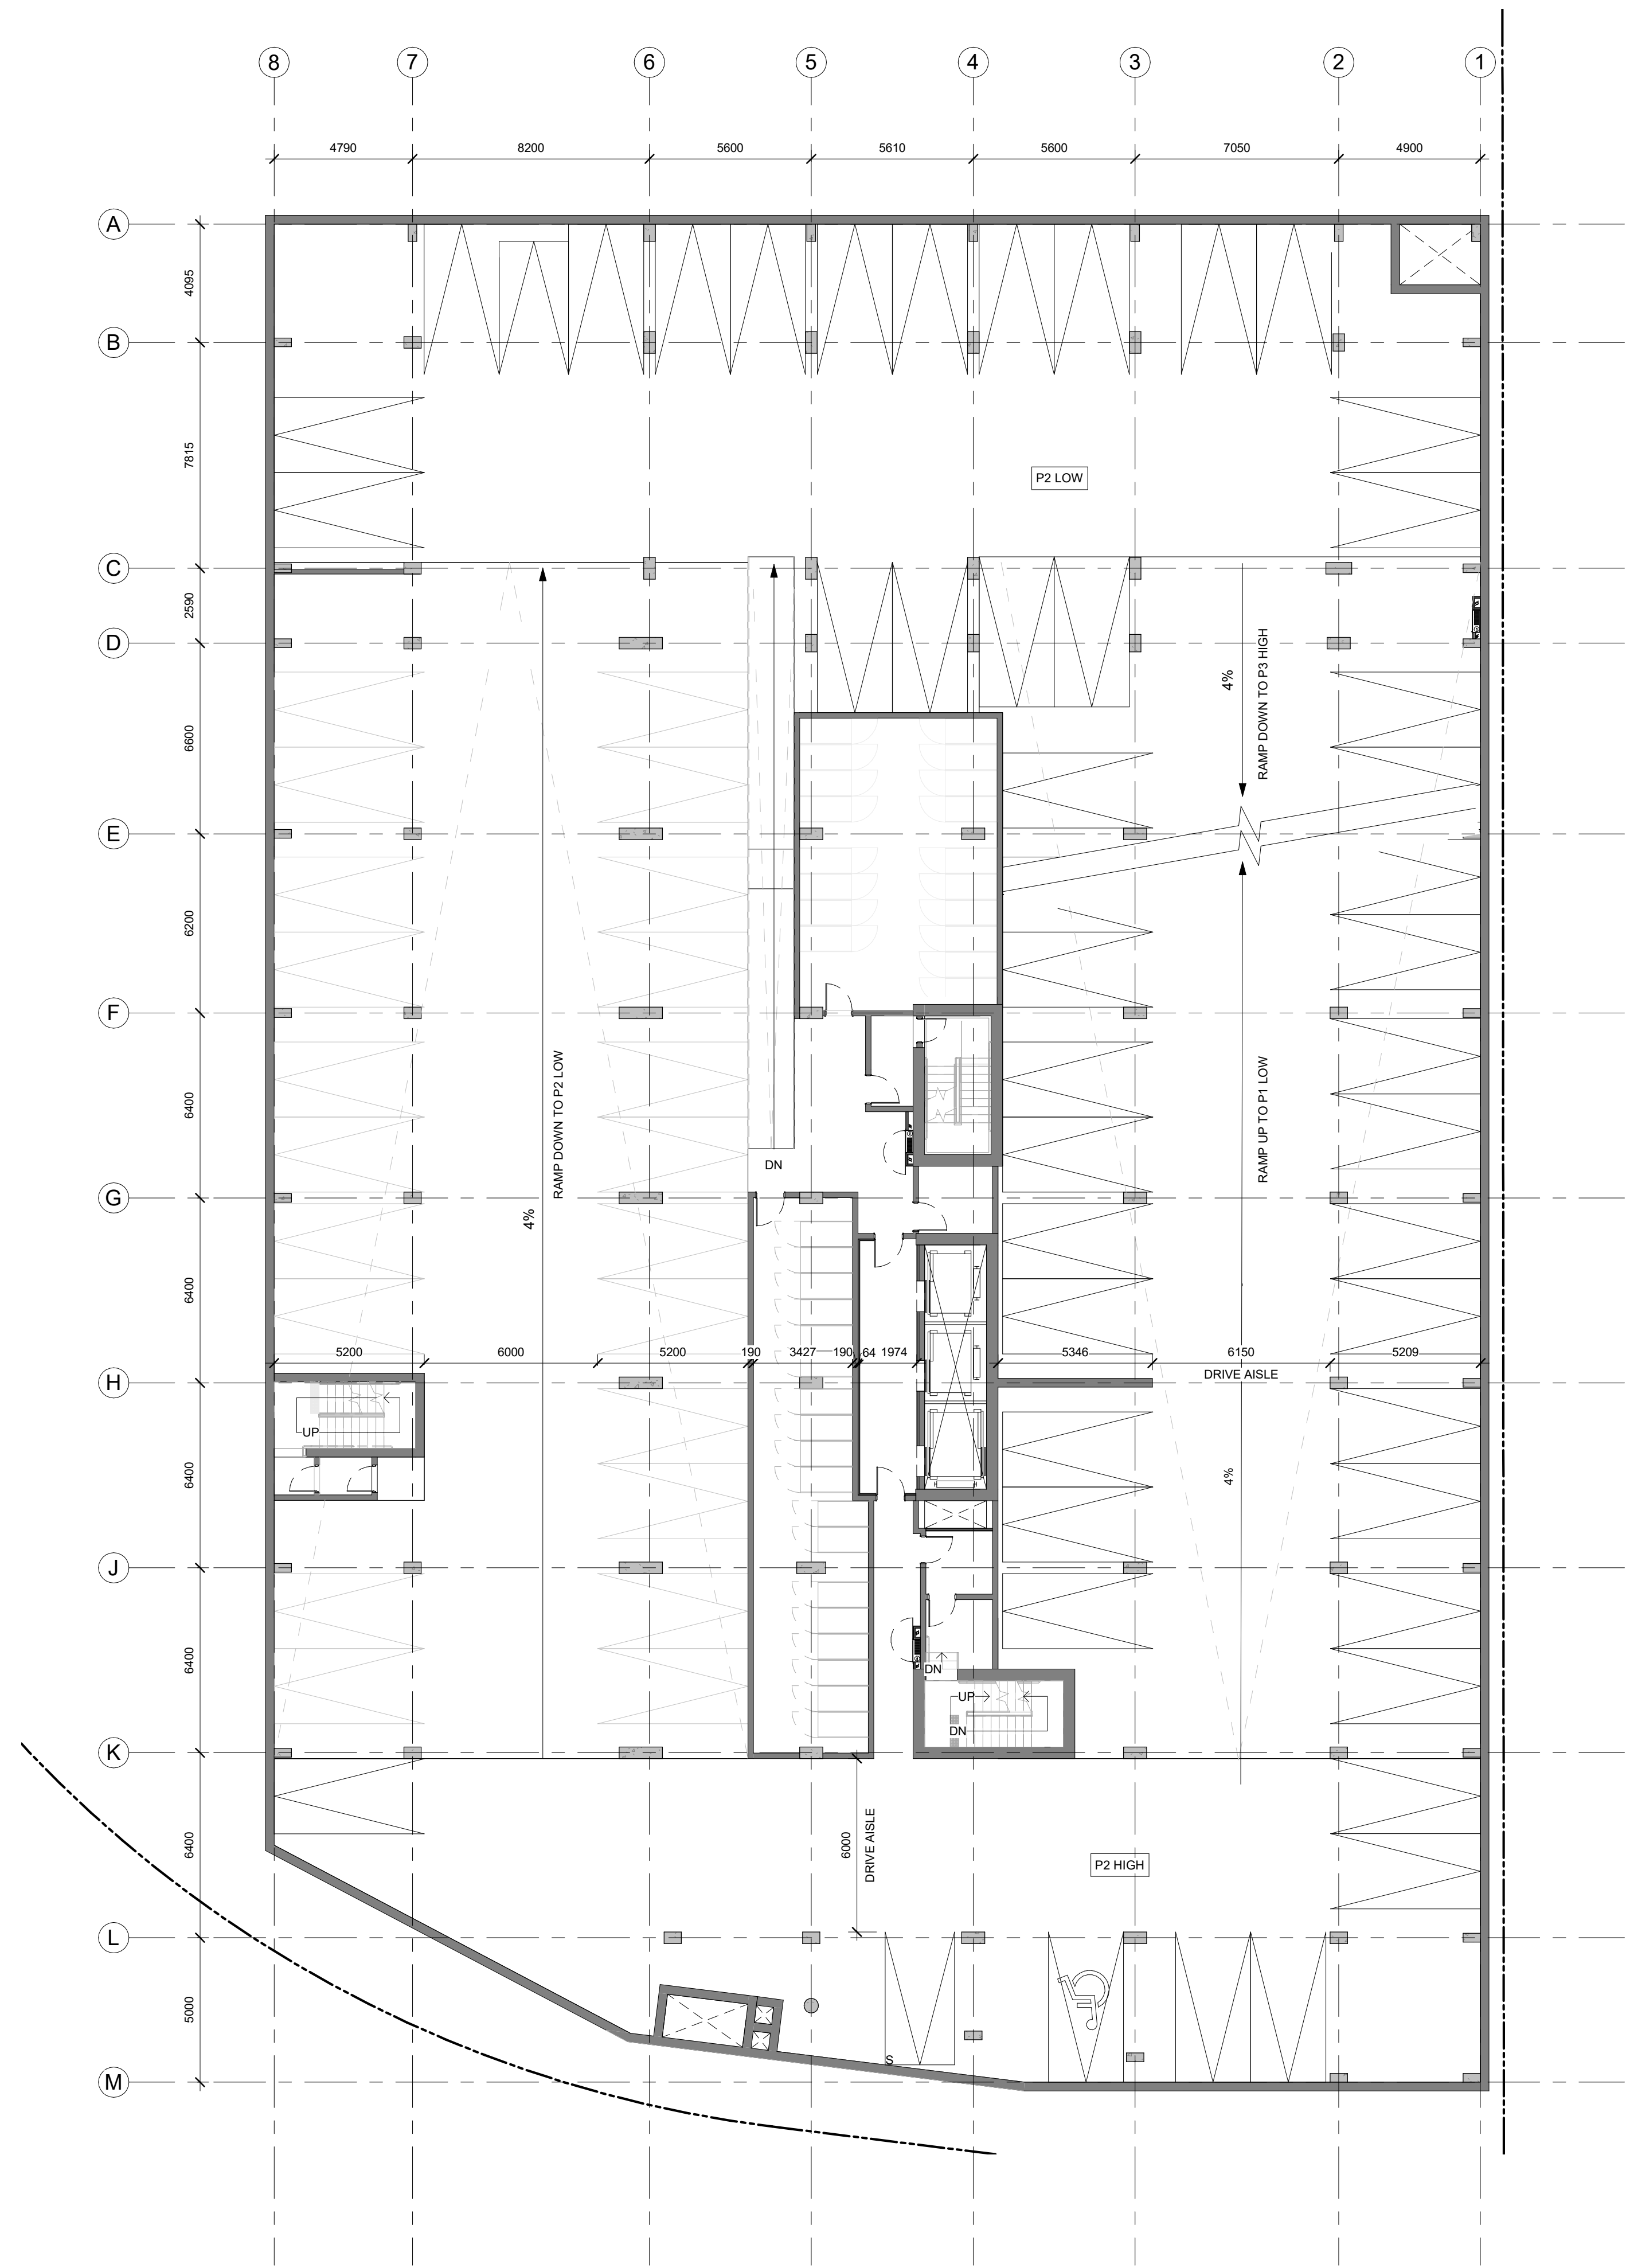 8 7 6 5 4 3 2 1
4790 8200 5600 5610 5600 7050 4900
A
4095
B
7815
P2 LOW
C
2590
D
4%
RAMP DOWN TO P3 HIGH
6600
E
6200
F
6400
RAMP DOWN TO P2 LOW
RAMP UP TO P1 LOW
DN
G
4%
6400
5200 6000 5200 190 3427 190 64 1974 5346 6150 5209
DRIVE AISLE
H
UP
6400
4%
J
6400
DN
UP
DN
K
6400
6000
DRIVE AISLE
P2 HIGH
L
5000
S
M